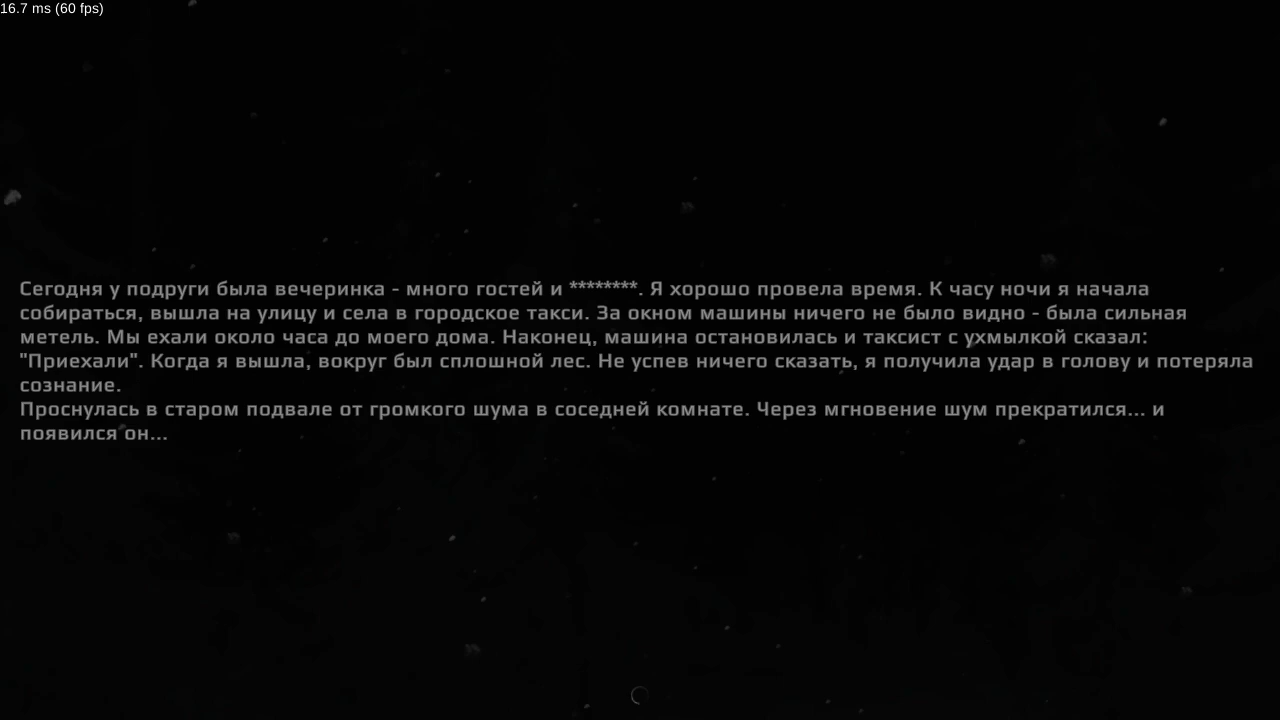 16.7 ms (60 fps)
Сегодня у подруги была вечеринка - много гостей и ********. Я хорошо провела время. К часу ночи я начала
собираться, вышла на улицу и села в городское такси. За окном машины ничего не было видно - была сильная
метель. Мы ехали около часа до моего дома. Наконец, машина остановилась и таксист с ухмылкой сказал:
"Приехали". Когда я вышла, вокруг был сплошной лес. Не успев ничего сказать, я получила удар в голову и потеряла
сознание.
Проснулась в старом подвале от громкого шума в соседней комнате. Через мгновение шум прекратился... и
появился он...